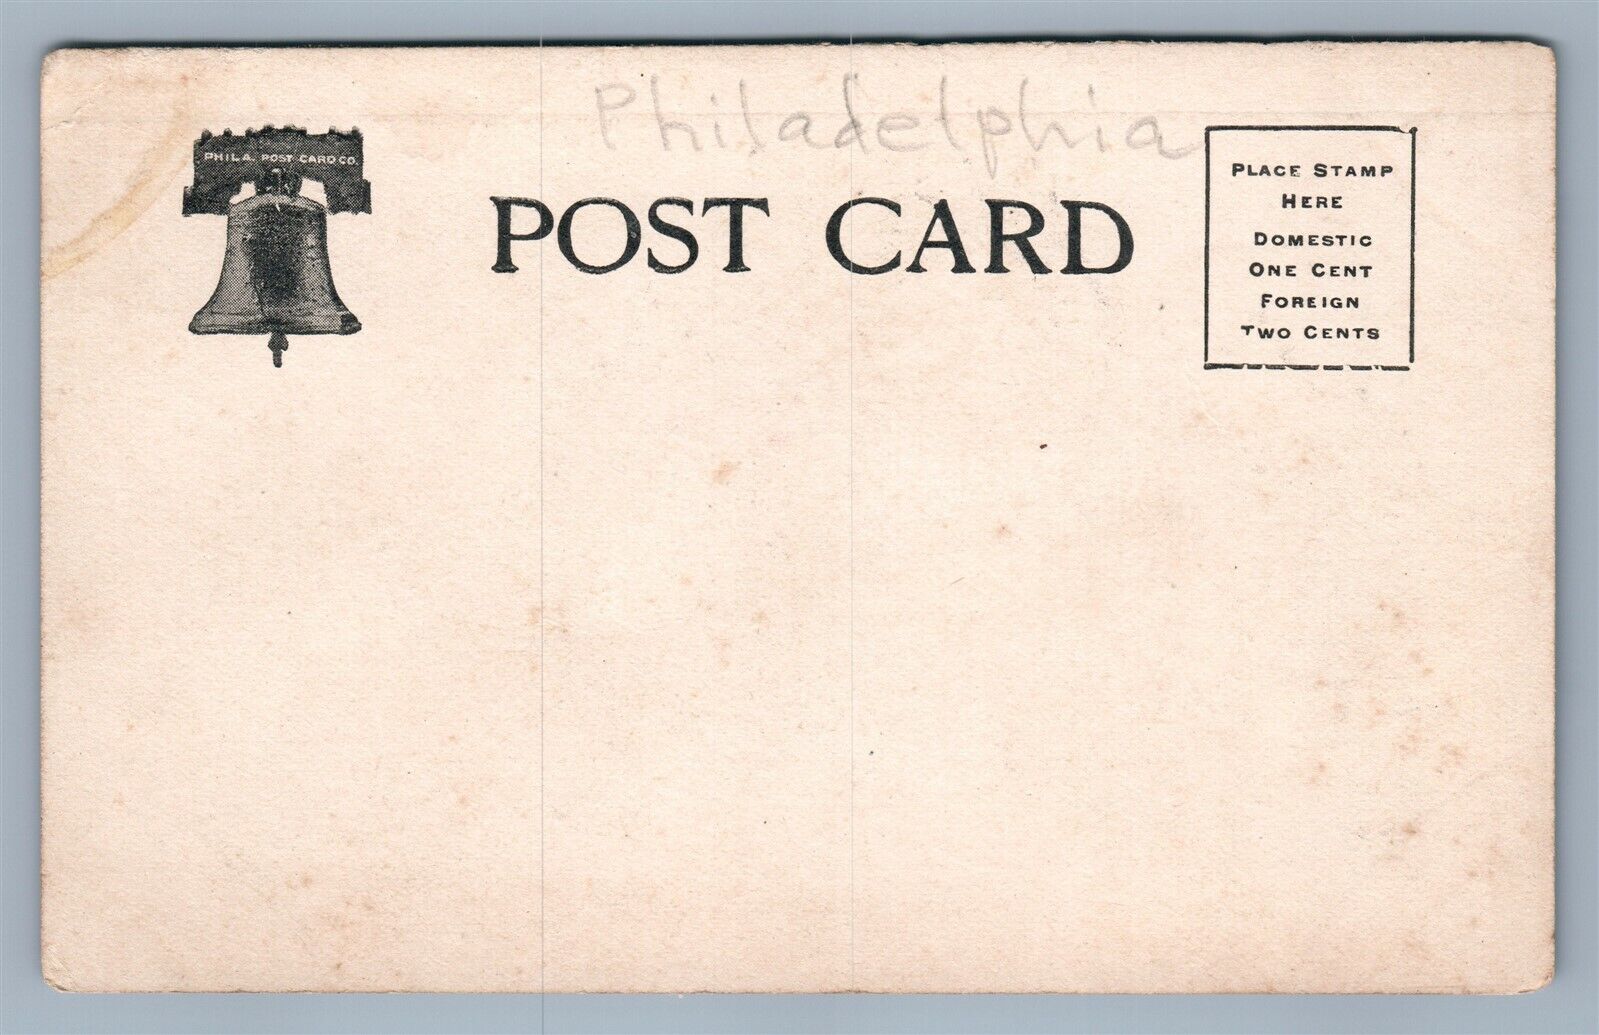 Philadelphia
PHILA. POST CARD CO.
POST CARD
PLACE STAMP
HERE
DOMESTIC
ONE CENT
FOREIGN
TWO CENTS